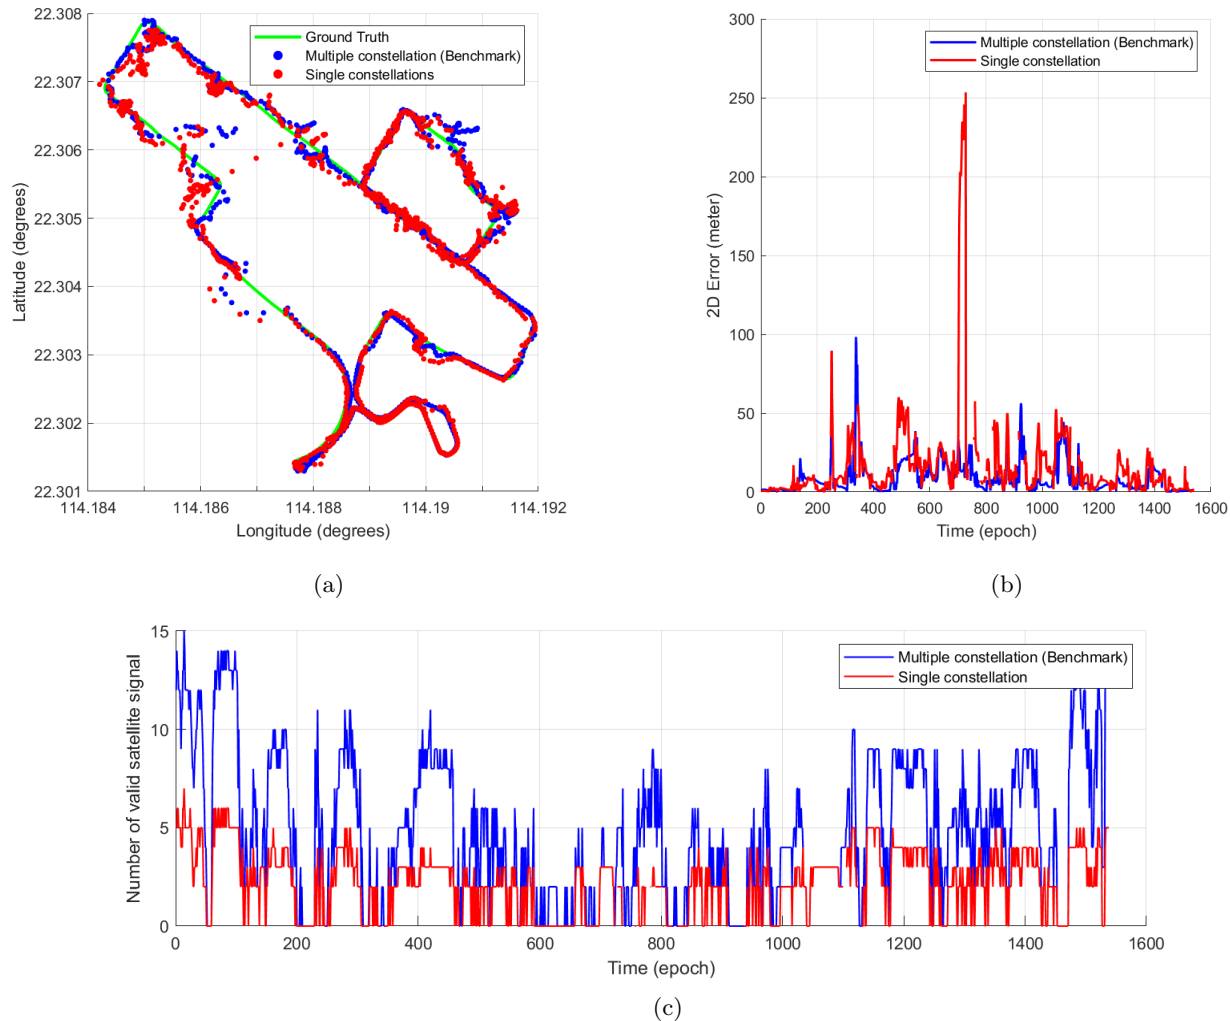 22.308
22.307
22.306
22.305
22.304
22.303
22.302
22.301
Latitude (degrees)
114.184
114.186
114.188
114.19
114.192
Longitude (degrees)
Ground Truth
Multiple constellation (Benchmark)
Single constellations
(a)
300
250
200
150
100
50
0
2D Error (meter)
0
200
400
600
800
1000
1200
1400
1600
Time (epoch)
Multiple constellation (Benchmark)
Single constellation
(b)
15
10
5
0
Number of valid satellite signal
0
200
400
600
800
1000
1200
1400
1600
Time (epoch)
Multiple constellation (Benchmark)
Single constellation
(c)